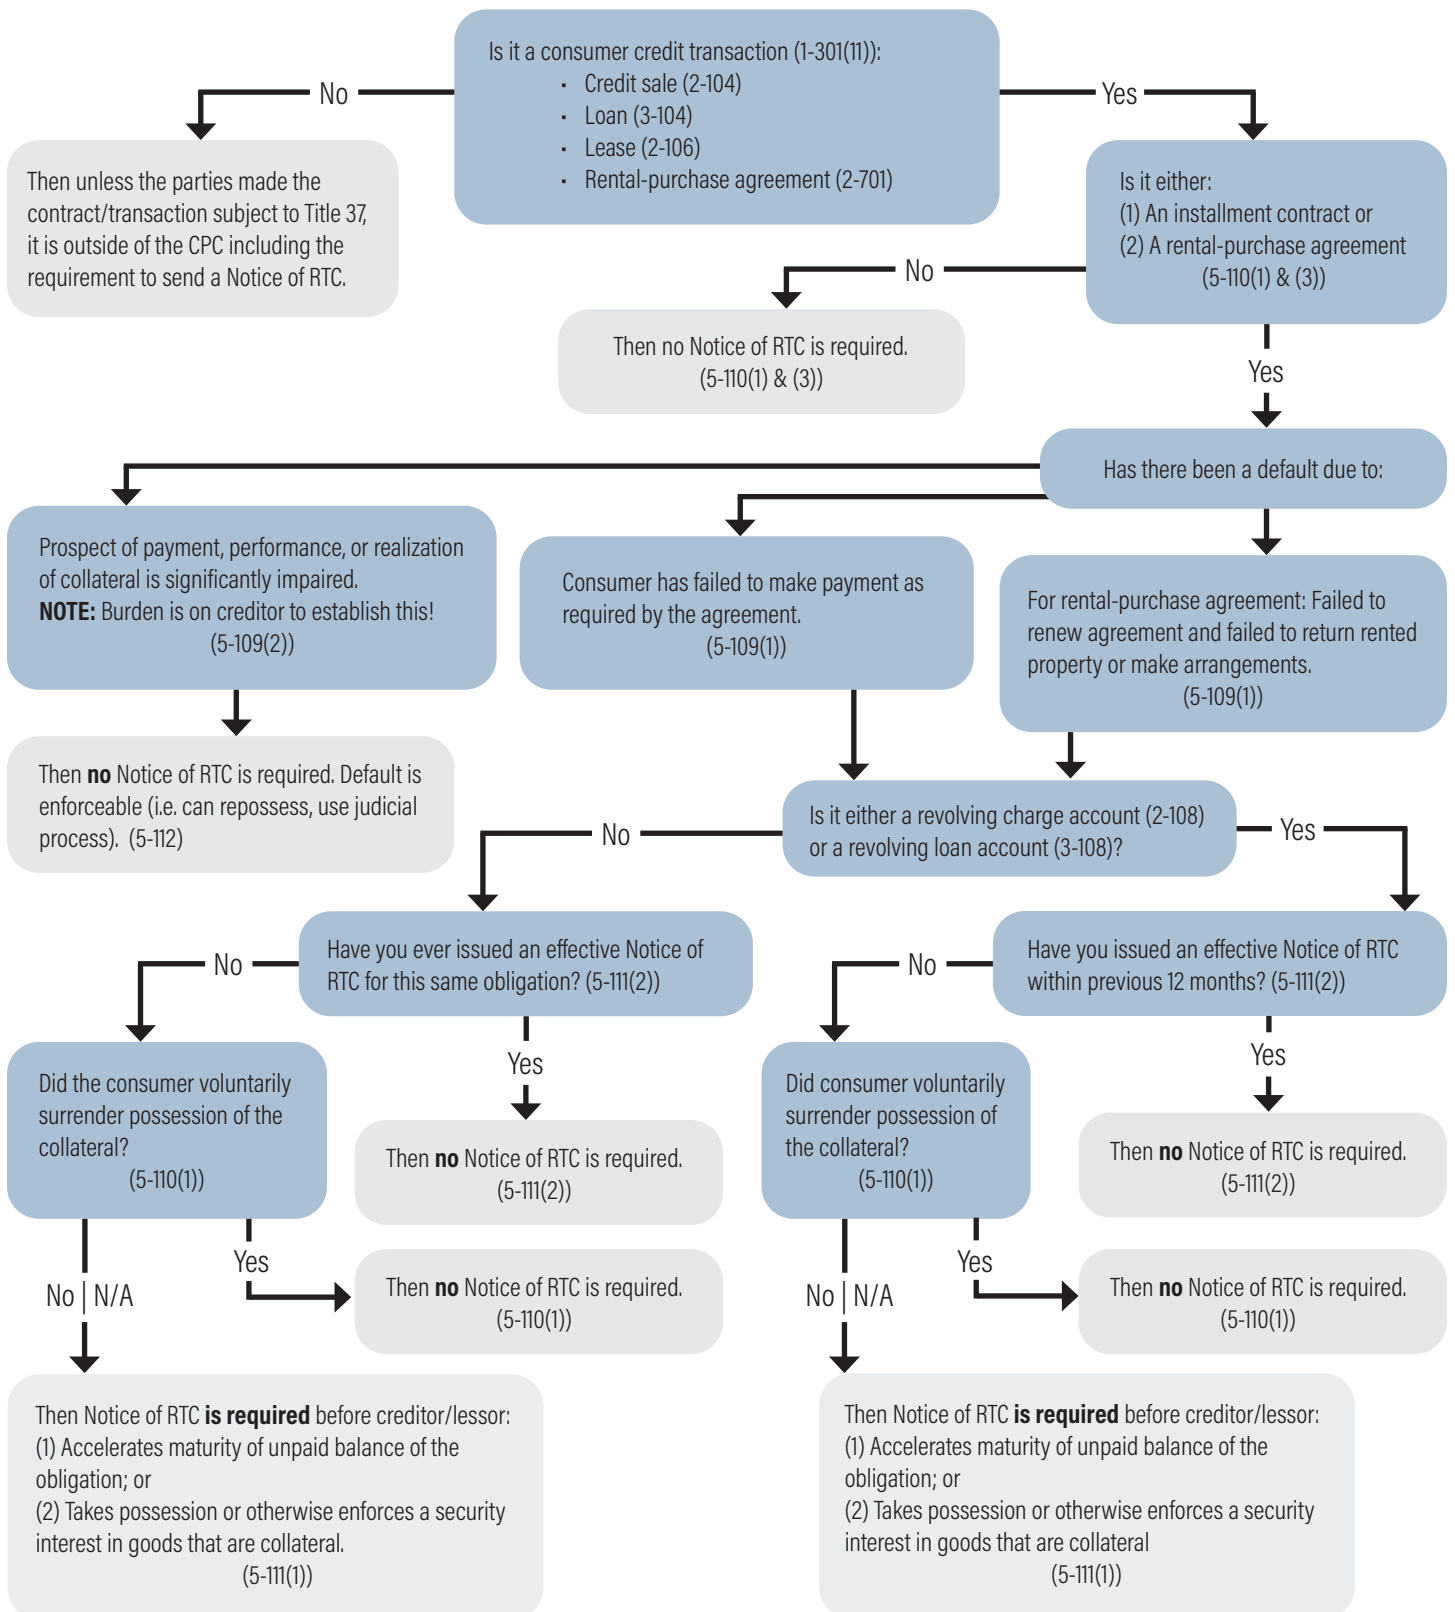 Is it a consumer credit transaction (1-301(11)):
· Credit sale (2-104)
· Loan (3-104)
· Lease (2-106)
· Rental-purchase agreement (2-701)
No
Yes
Then unless the parties made the
contract/transaction subject to Title 37,
it is outside of the CPC including the
requirement to send a Notice of RTC.
Is it either:
(1) An installment contract or
(2) A rental-purchase agreement
(5-110(1) & (3))
No
Then no Notice of RTC is required.
(5-110(1) & (3))
Yes
Has there been a default due to:
Prospect of payment, performance, or realization
of collateral is significantly impaired.
NOTE: Burden is on creditor to establish this!
(5-109(2))
Consumer has failed to make payment as
required by the agreement.
(5-109(1))
For rental-purchase agreement: Failed to
renew agreement and failed to return rented
property or make arrangements.
(5-109(1))
Then no Notice of RTC is required. Default is
enforceable (i.e. can repossess, use judicial
process). (5-112)
Is it either a revolving charge account (2-108)
or a revolving loan account (3-108)?
No
Yes
Have you ever issued an effective Notice of
RTC for this same obligation? (5-111(2))
Have you issued an effective Notice of RTC
within previous 12 months? (5-111(2))
No
Yes
No
Yes
Did the consumer voluntarily
surrender possession of the
collateral?
(5-110(1))
Then no Notice of RTC is required.
(5-111(2))
Did consumer voluntarily
surrender possession of
the collateral?
(5-110(1))
Then no Notice of RTC is required.
(5-111(2))
No | N/A
Yes
Then no Notice of RTC is required.
(5-110(1))
No | N/A
Yes
Then no Notice of RTC is required.
(5-110(1))
Then Notice of RTC is required before creditor/lessor:
(1) Accelerates maturity of unpaid balance of the
obligation; or
(2) Takes possession or otherwise enforces a security
interest in goods that are collateral.
(5-111(1))
Then Notice of RTC is required before creditor/lessor:
(1) Accelerates maturity of unpaid balance of the
obligation; or
(2) Takes possession or otherwise enforces a security
interest in goods that are collateral
(5-111(1))